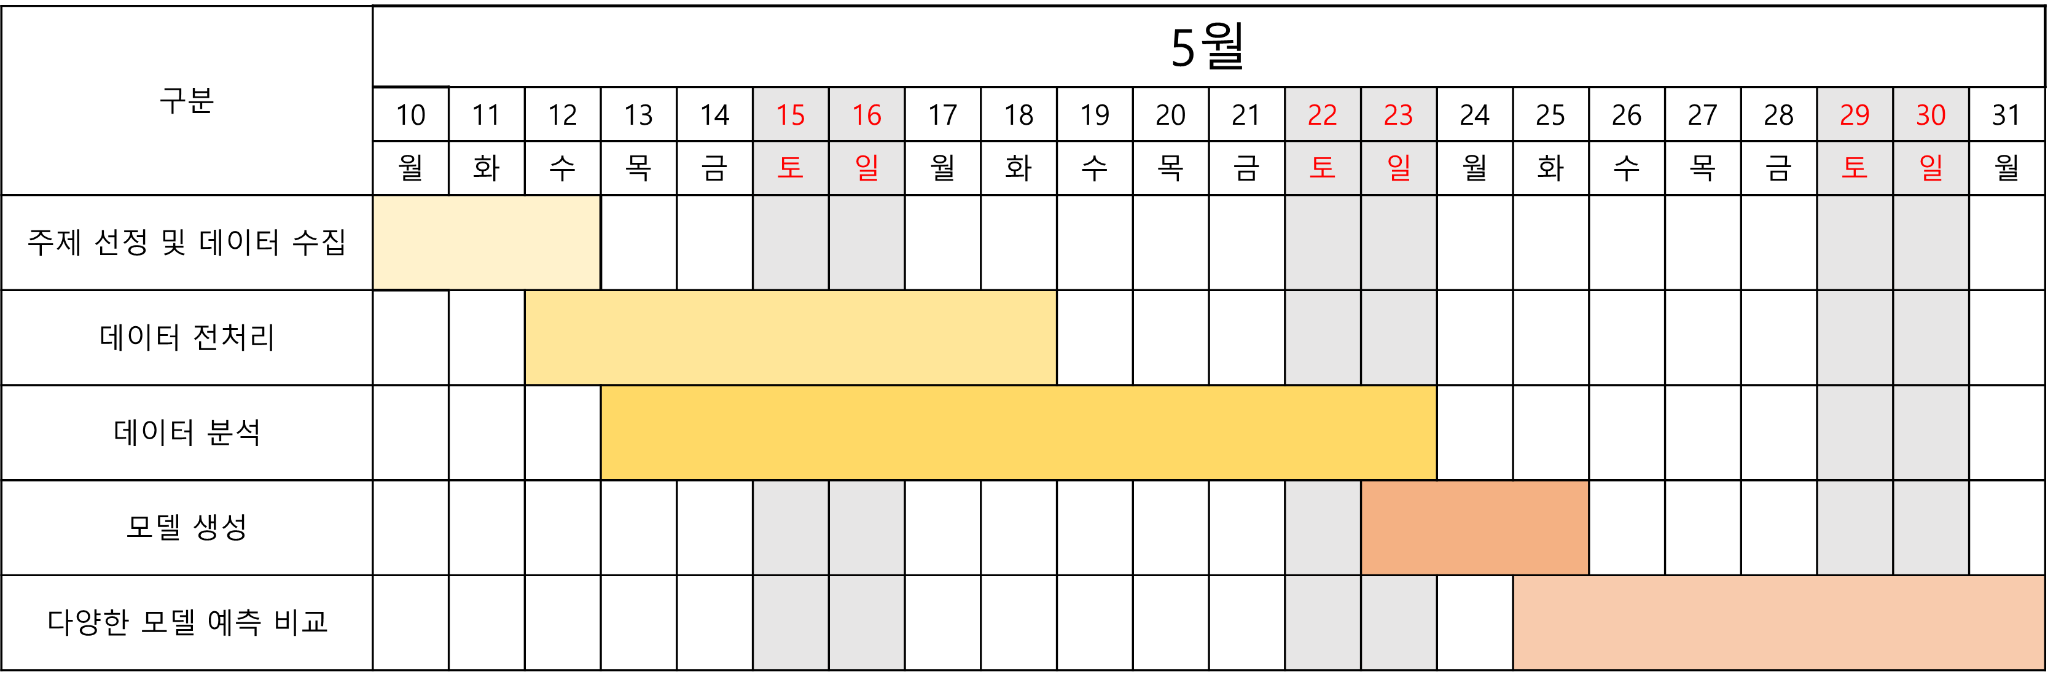 구분
5월
10 11 12 13 14 15 16 17 18 19 20 21 22 23 24 25 26 27 28 29 30 31
월 화 수 목 금 토 일 월 화 수 목 금 토 일 월 화 수 목 금 토 일 월
주제 선정 및 데이터 수집
데이터 전처리
데이터 분석
모델 생성
다양한 모델 예측 비교